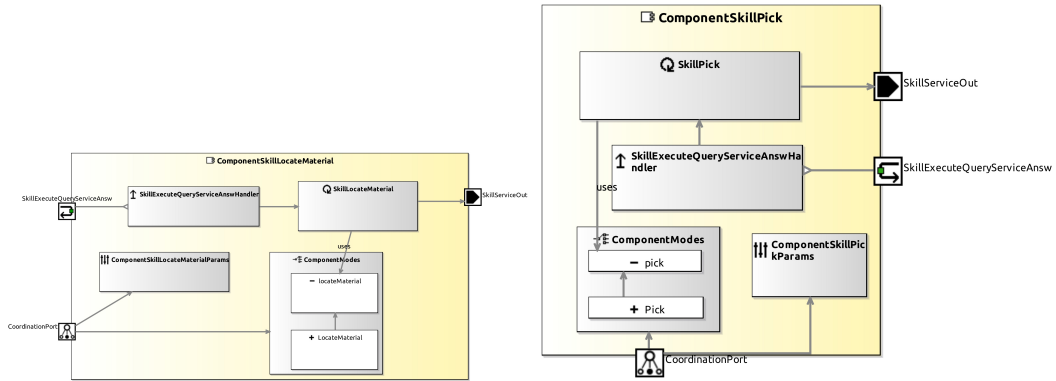 ComponentSkillLocateMaterial
SkillExecuteQueryServiceAnsw
SkillExecuteQueryServiceAnswHandler
SkillLocateMaterial
SkillServiceOut
uses
ComponentSkillLocateMaterialParams
ComponentModes
− locateMaterial
CoordinationPort
+ LocateMaterial
ComponentSkillPick
SkillPick
SkillServiceOut
SkillExecuteQueryServiceAnswHa
ndler
SkillExecuteQueryServiceAnsw
uses
ComponentModes
− pick
+ Pick
ComponentSkillPic
kParams
CoordinationPort